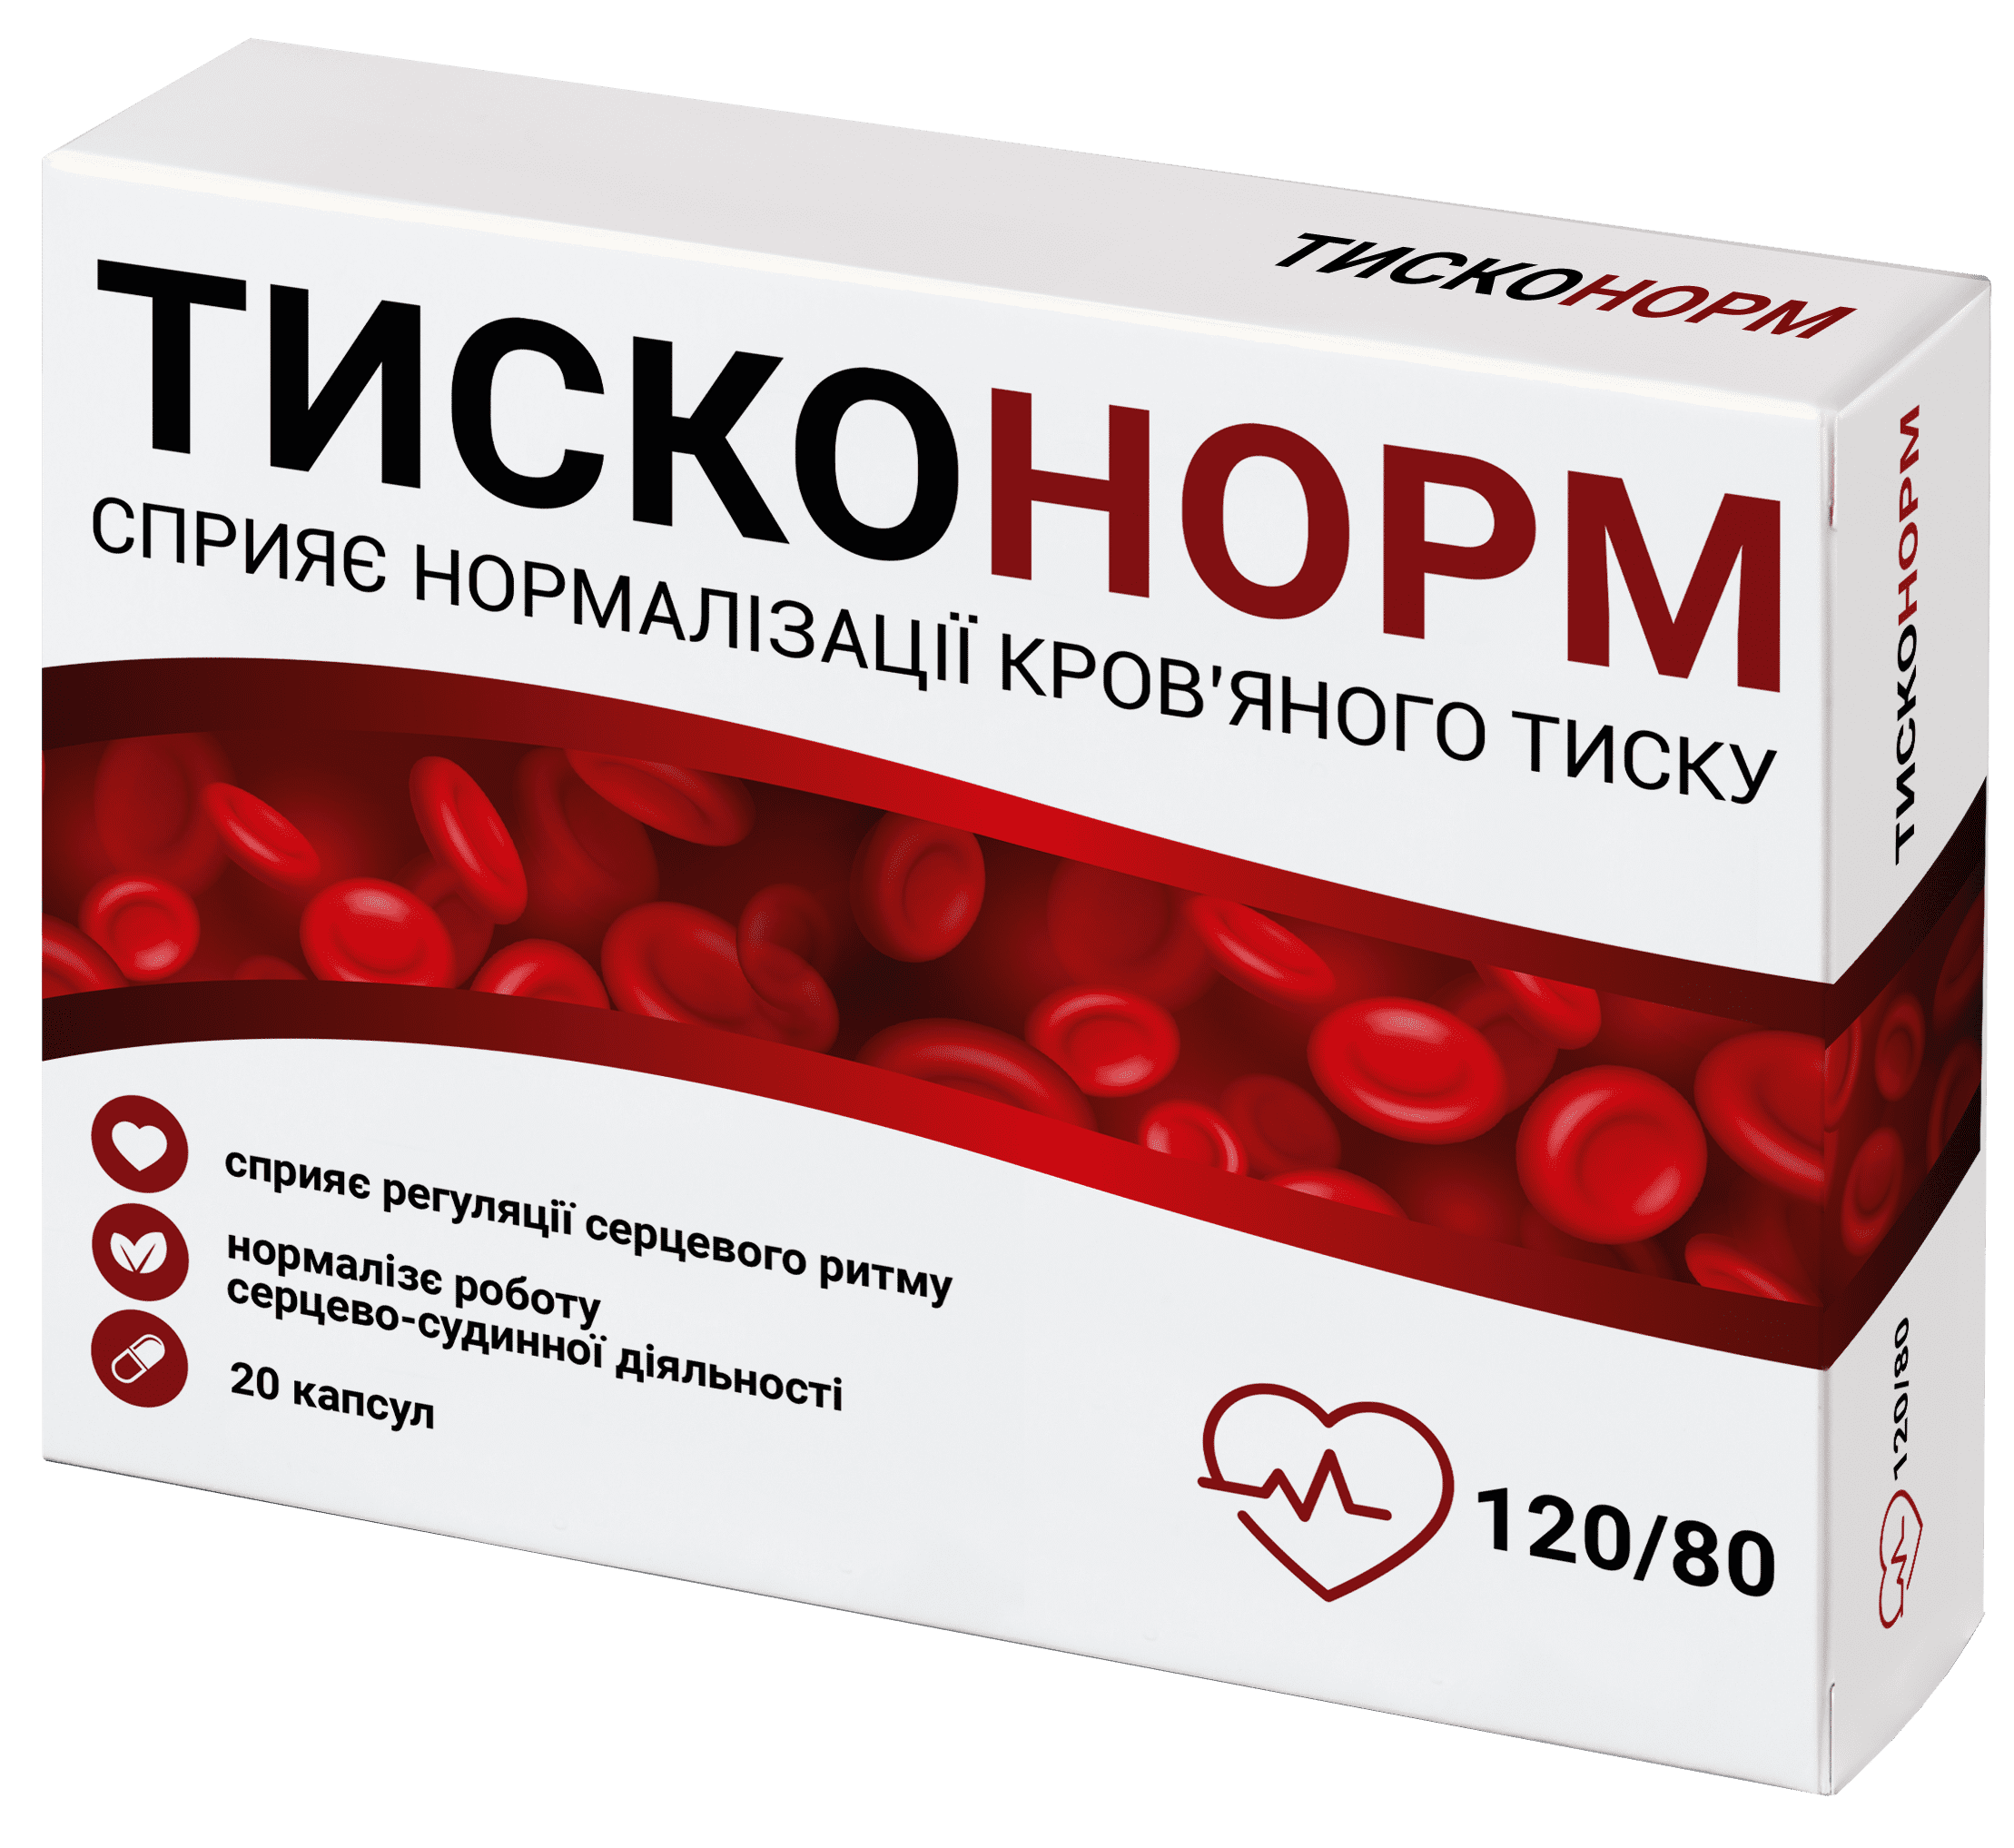 ТИСКОНОРМ
ТИСКОНОРМ
СПРИЯЄ НОРМАЛІЗАЦІЇ КРОВ'ЯНОГО ТИСКУ
сприяє регуляції серцевого ритму
нормалізє роботу
серцево-судинної діяльності
20 капсул
120/80
ТИСКОНОРМ
120/80